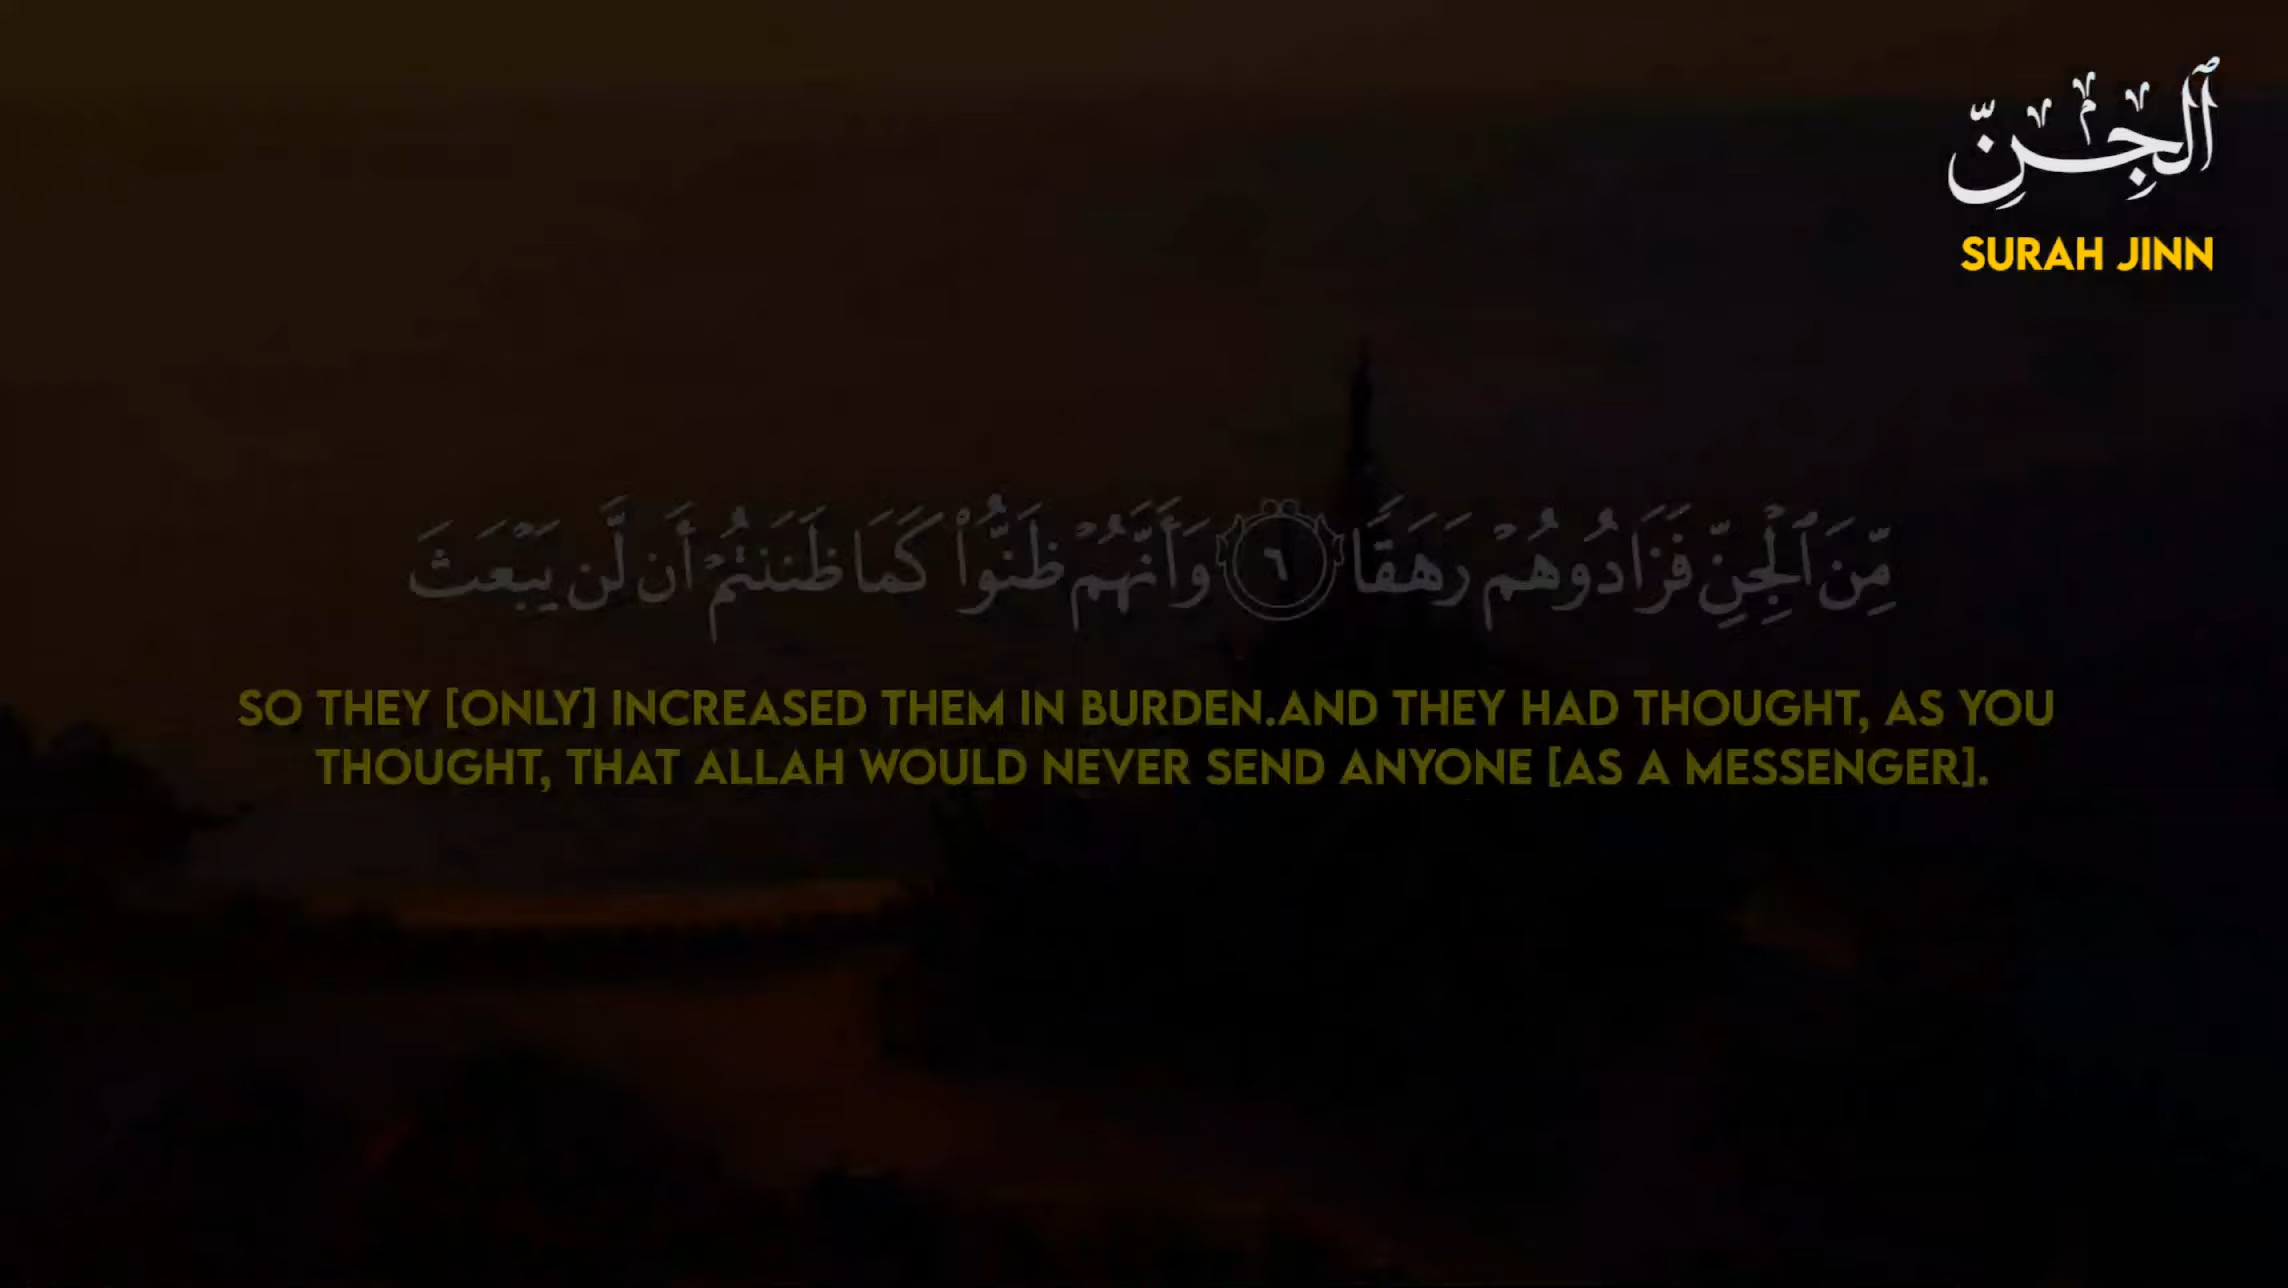 ٱلْجِنّ
SURAH JINN
مِّنَ ٱلْجِنِّ فَزَادُوهُمْ رَهَقًا ٦ وَأَنَّهُمْ ظَنُّوا۟ كَمَا ظَنَنتُمْ أَن لَّن يَبْعَثَ
SO THEY [ONLY] INCREASED THEM IN BURDEN.AND THEY HAD THOUGHT, AS YOU
THOUGHT, THAT ALLAH WOULD NEVER SEND ANYONE [AS A MESSENGER].